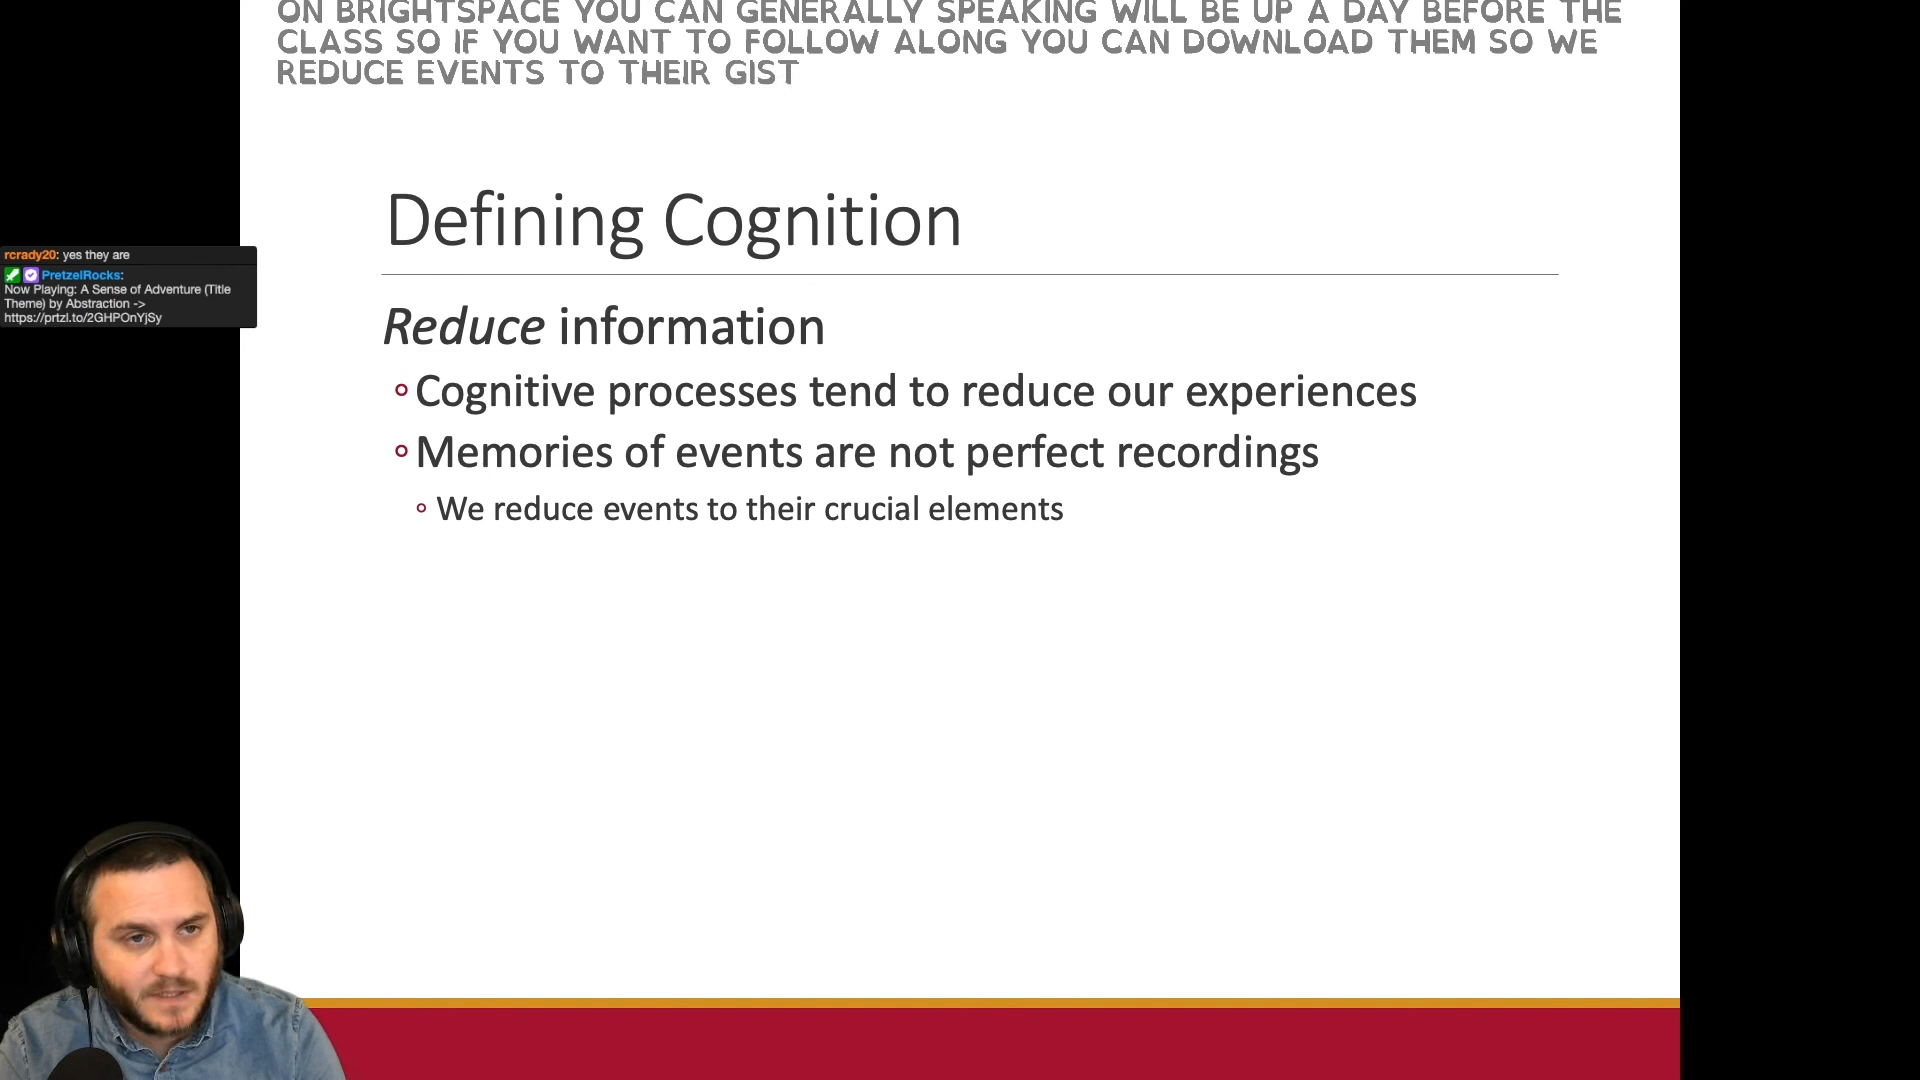 ON BRIGHTSPACE YOU CAN GENERALLY SPEAKING WILL BE UP A DAY BEFORE THE
CLASS SO IF YOU WANT TO FOLLOW ALONG YOU CAN DOWNLOAD THEM SO WE
REDUCE EVENTS TO THEIR GIST
Defining Cognition
rcrady20: yes they are
PretzelRocks:
Now Playing: A Sense of Adventure (Title
Theme) by Abstraction ->
https://prtzl.to/2GHPOnYjSy
Reduce information
Cognitive processes tend to reduce our experiences
Memories of events are not perfect recordings
We reduce events to their crucial elements